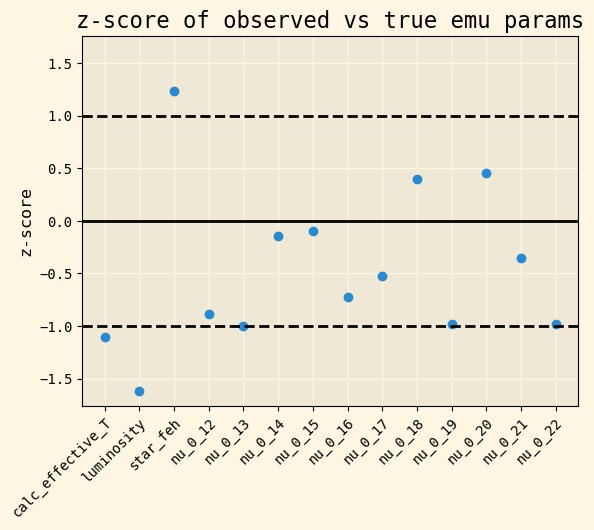 z-score of observed vs true emu params
z-score
1.5
1.0
0.5
0.0
−0.5
−1.0
−1.5
calc_effective_T
luminosity
star_feh
nu_0_12
nu_0_13
nu_0_14
nu_0_15
nu_0_16
nu_0_17
nu_0_18
nu_0_19
nu_0_20
nu_0_21
nu_0_22